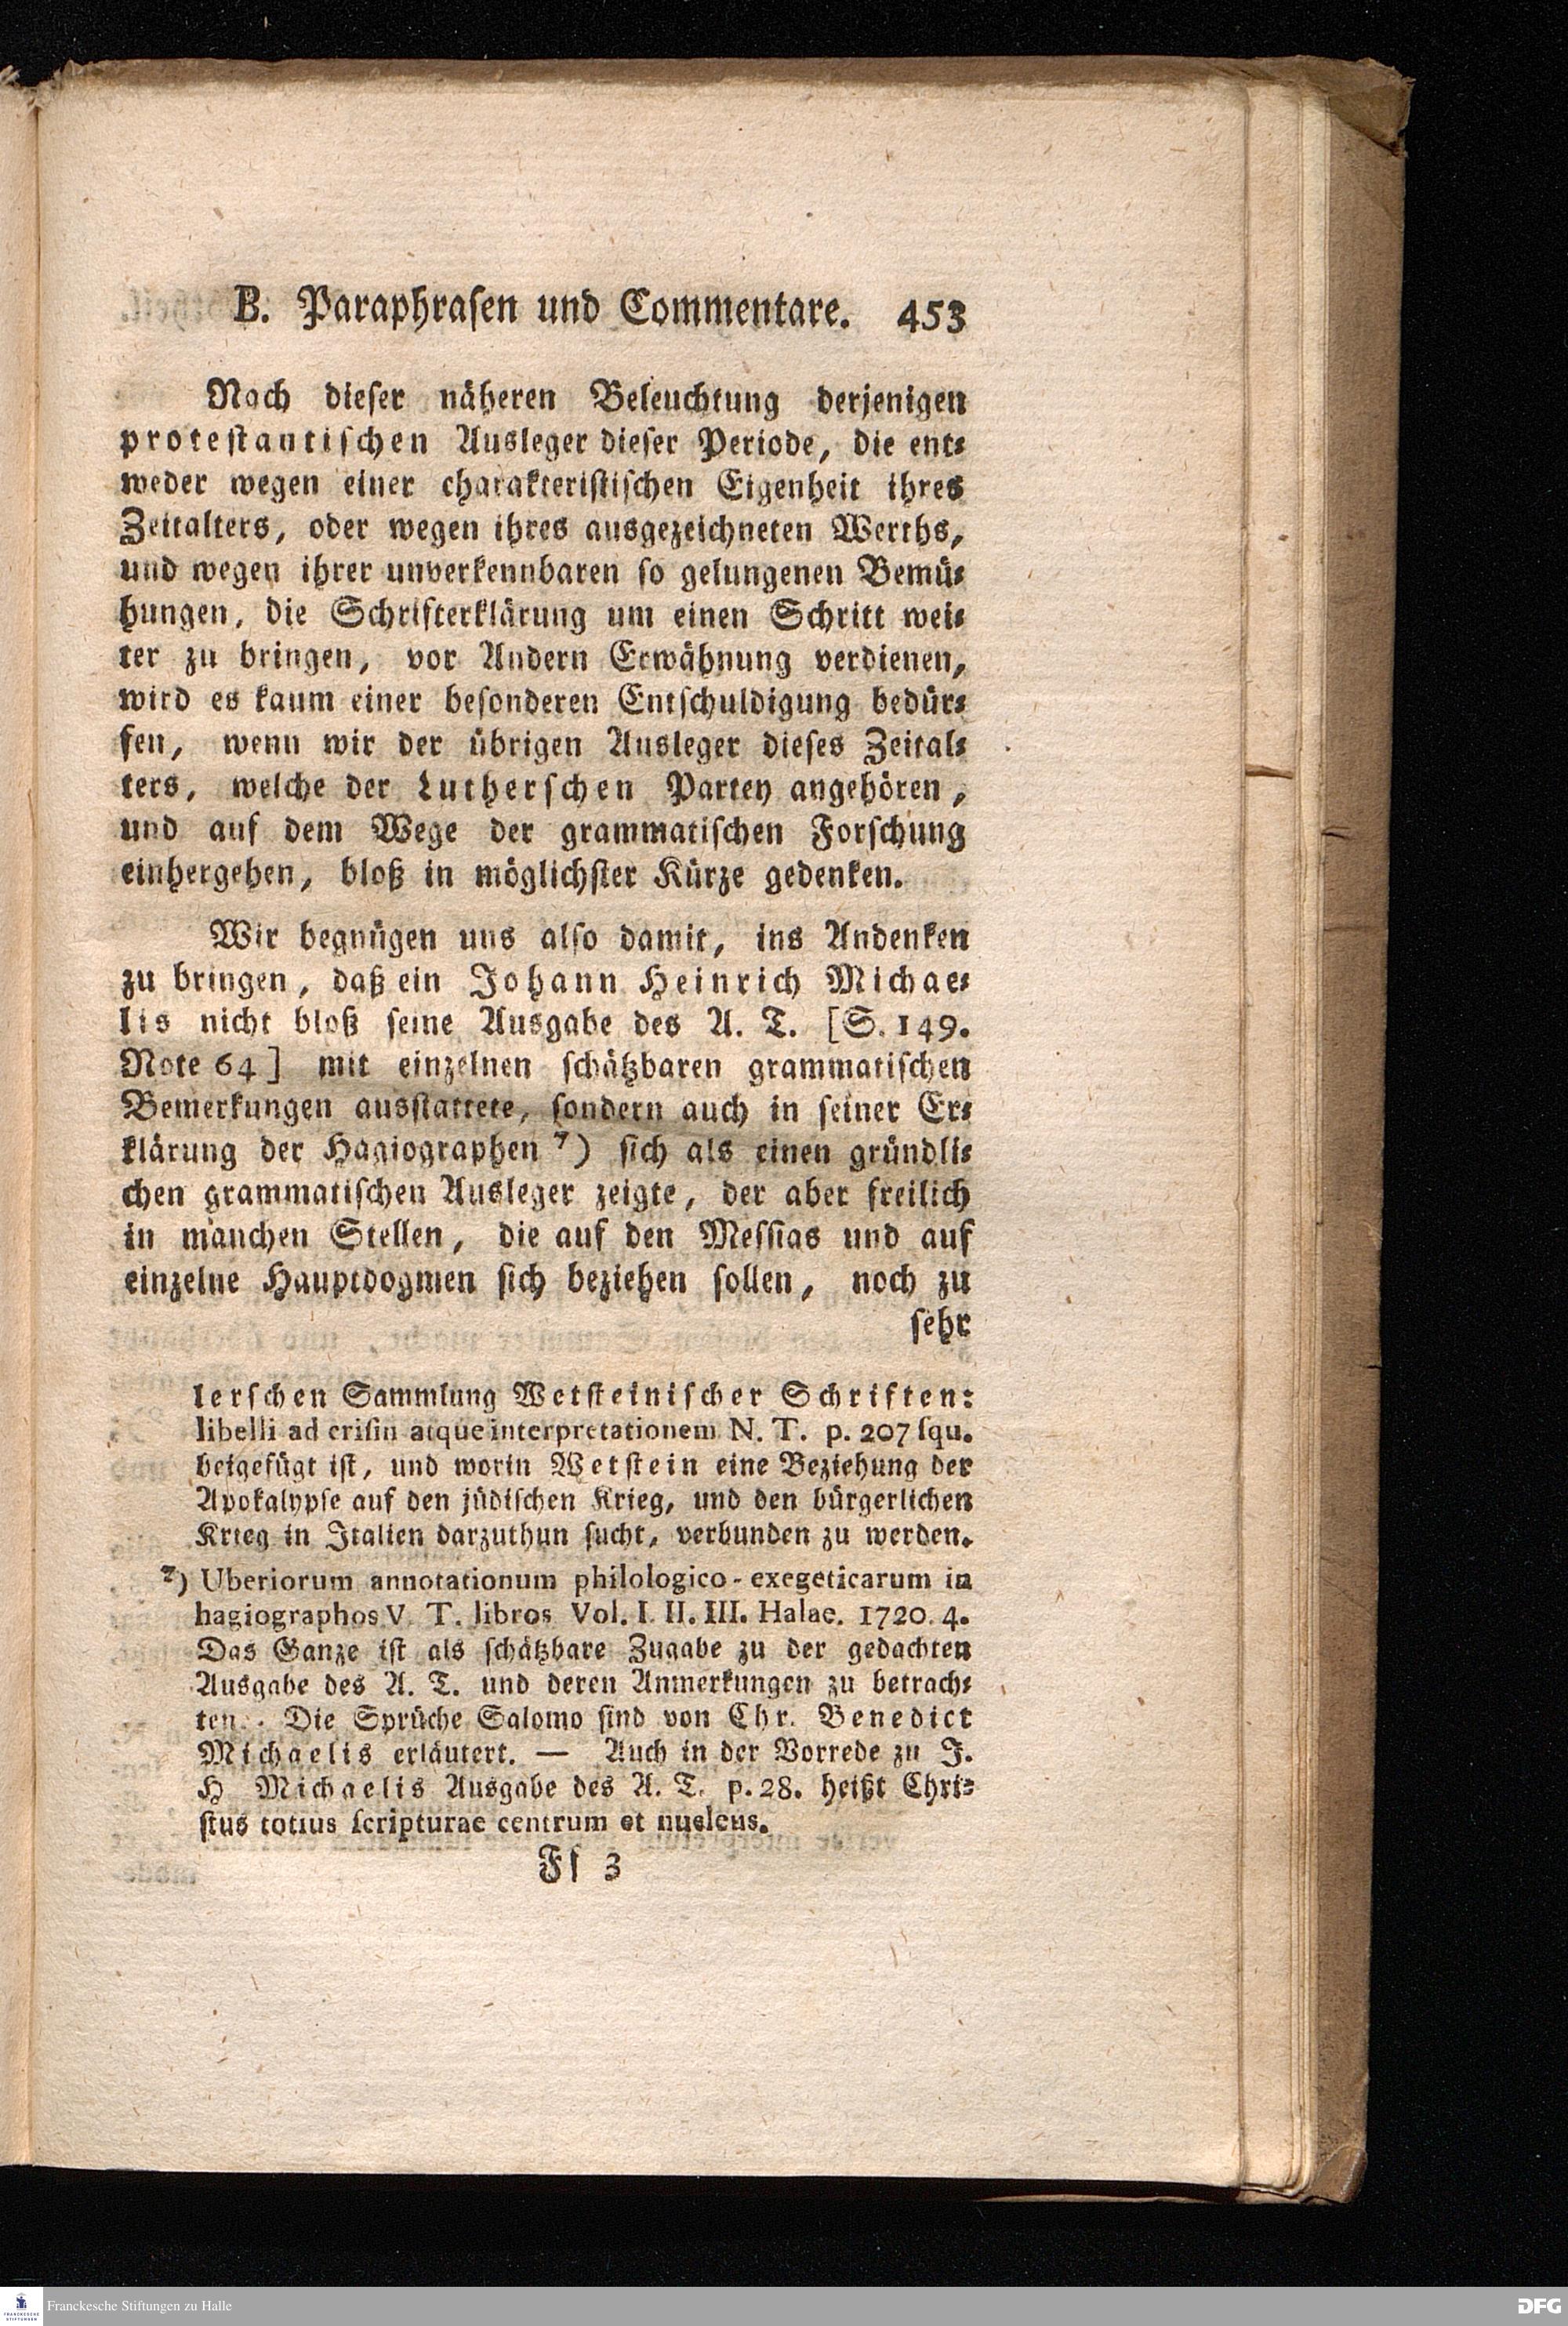 B. Paraphrasen und Commentare. 453
Nach dieser näheren Beleuchtung derjenigen
protestantischen Ausleger dieser Periode, die ent⸗
weder wegen einer charakteristischen Eigenheit ihres
Zeitalters, oder wegen ihres ausgezeichneten Werths,
und wegen ihrer unverkennbaren so gelungenen Bemü⸗
hungen, die Schrifterklärung um einen Schritt wei⸗
ter zu bringen, vor Andern Erwähnung verdienen,
wird es kaum einer besonderen Entschuldigung bedür⸗
fen, wenn wir der übrigen Ausleger dieses Zeital⸗
ters, welche der Lutherschen Partey angehören,
und auf dem Wege der grammatischen Forschung
einhergehen, bloß in möglichster Kürze gedenken.
Wir begnügen uns also damit, ins Andenken
zu bringen, daß ein Johann Heinrich Michae⸗
lis nicht bloß seine Ausgabe des A. T. [S. 149.
Note 64] mit einzelnen schätzbaren grammatischen
Bemerkungen ausstattete, sondern auch in seiner Er⸗
klärung der Hagiographen 7) sich als einen gründli⸗
chen grammatischen Ausleger zeigte, der aber freilich
in manchen Stellen, die auf den Messias und auf
einzelne Hauptdogmen sich beziehen sollen, noch zu
sehr
lerschen Sammlung Wetsteinischer Schriften:
libelli ad crisin atque interpretationem N. T. p. 207 squ.
beigefügt ist, und worin Wetstein eine Beziehung der
Apokalypse auf den jüdischen Krieg, und den bürgerlichen
Krieg in Italien darzuthun sucht, verbunden zu werden.
7) Uberiorum annotationum philologico-exegeticarum in
hagiographos V. T. libros Vol. I. II. III. Halae. 1720. 4.
Das Ganze ist als schätzbare Zugabe zu der gedachten
Ausgabe des A. T. und deren Anmerkungen zu betrach⸗
ten. Die Sprüche Salomo sind von Chr. Benedict
Michaelis erläutert. — Auch in der Vorrede zu J.
H Michaelis Ausgabe des A. T. p. 28. heißt Chri⸗
stus totius scripturae centrum et nucleus.
Ff 3
FRANCKESCHE STIFTUNGEN
Franckesche Stiftungen zu Halle
DFG